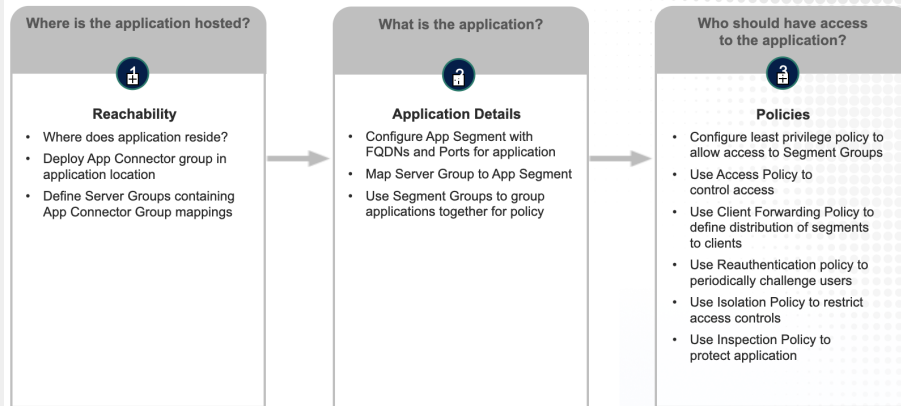 Where is the application hosted?
1
Reachability
• Where does application reside?
• Deploy App Connector group in
application location
• Define Server Groups containing
App Connector Group mappings
What is the application?
2
Application Details
• Configure App Segment with
FQDNs and Ports for application
• Map Server Group to App Segment
• Use Segment Groups to group
applications together for policy
Who should have access
to the application?
3
Policies
• Configure least privilege policy to
allow access to Segment Groups
• Use Access Policy to
control access
• Use Client Forwarding Policy to
define distribution of segments
to clients
• Use Reauthentication policy to
periodically challenge users
• Use Isolation Policy to restrict
access controls
• Use Inspection Policy to
protect application